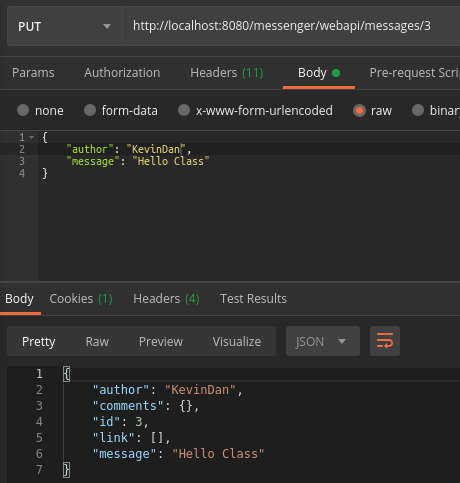 PUT http://localhost:8080/messenger/webapi/messages/3
Params Authorization Headers (11) Body Pre-request Scri
none form-data x-www-form-urlencoded raw binar
1 {
2 "author": "KevinDan",
3 "message": "Hello Class"
4 }
Body Cookies (1) Headers (4) Test Results
Pretty Raw Preview Visualize JSON
1 {
2 "author": "KevinDan",
3 "comments": {},
4 "id": 3,
5 "link": [],
6 "message": "Hello Class"
7 }